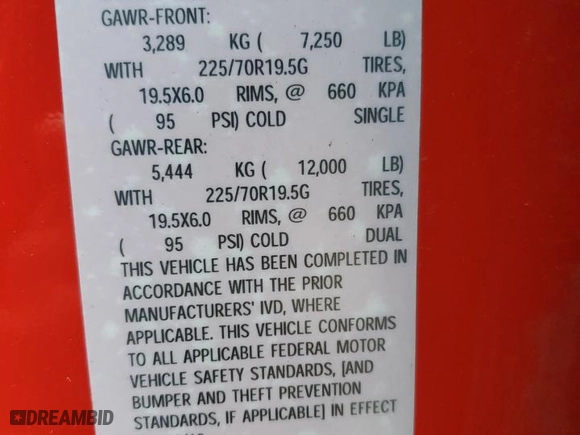 GAWR-FRONT:
3,289 KG ( 7,250 LB)
WITH 225/70R19.5G TIRES,
19.5X6.0 RIMS, @ 660 KPA
( 95 PSI) COLD SINGLE
GAWR-REAR:
5,444 KG ( 12,000 LB)
WITH 225/70R19.5G TIRES,
19.5X6.0 RIMS, @ 660 KPA
( 95 PSI) COLD DUAL
THIS VEHICLE HAS BEEN COMPLETED IN
ACCORDANCE WITH THE PRIOR
MANUFACTURERS' IVD, WHERE
APPLICABLE. THIS VEHICLE CONFORMS
TO ALL APPLICABLE FEDERAL MOTOR
VEHICLE SAFETY STANDARDS, [AND
BUMPER AND THEFT PREVENTION
STANDARDS, IF APPLICABLE] IN EFFECT
DREAMBID